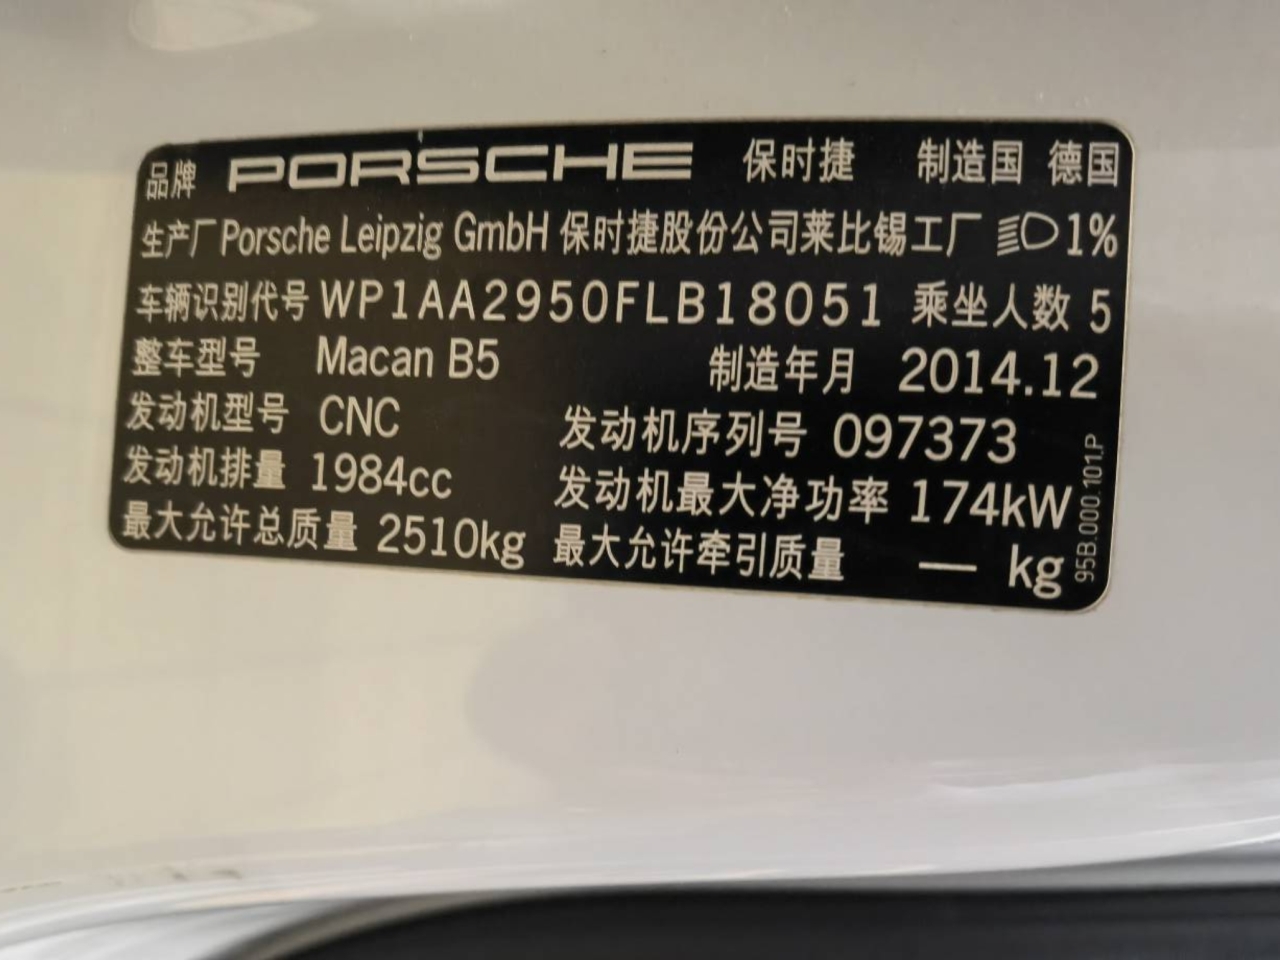 品牌 PORSCHE 保时捷 制造国 德国
生产厂 Porsche Leipzig GmbH 保时捷股份公司莱比锡工厂 1%
车辆识别代号 WP1AA2950FLB18051 乘坐人数 5
整车型号 Macan B5 制造年月 2014.12
发动机型号 CNC 发动机序列号 097373
发动机排量 1984cc 发动机最大净功率 174kW
最大允许总质量 2510kg 最大允许牵引质量 — kg
95B.000.101.P